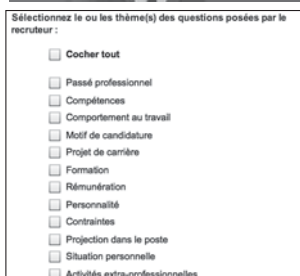 Sélectionnez le ou les thème(s) des questions posées par le
recruteur :
Cocher tout
Passé professionnel
Compétences
Comportement au travail
Motif de candidature
Projet de carrière
Formation
Rémunération
Personnalité
Contraintes
Projection dans le poste
Situation personnelle
Activités extra-professionnelles